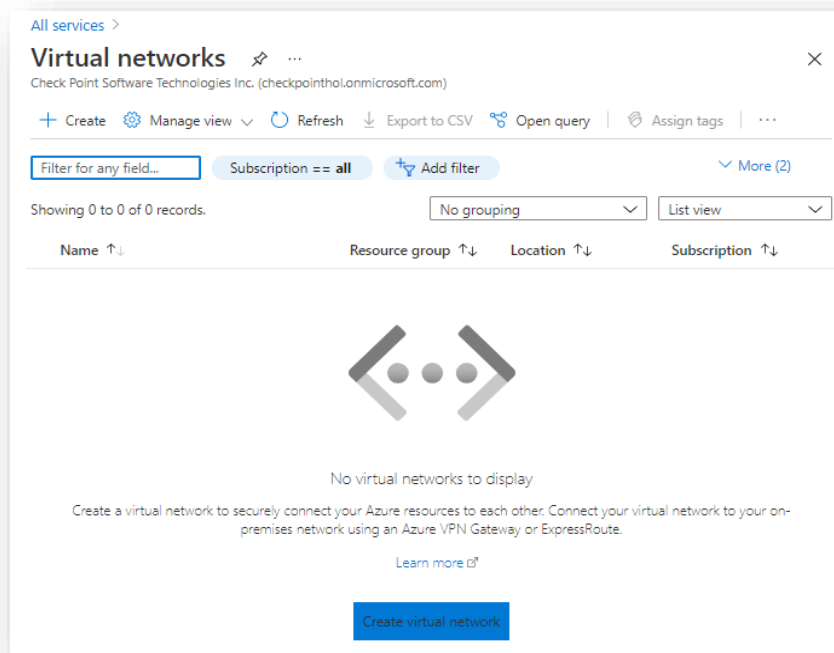 All services >
Virtual networks ...
Check Point Software Technologies Inc. (checkpointhol.onmicrosoft.com)
+ Create Manage view Refresh Export to CSV Open query Assign tags ...
Filter for any field... Subscription == all Add filter More (2)
Showing 0 to 0 of 0 records. No grouping List view
Name ↑↓ Resource group ↑↓ Location ↑↓ Subscription ↑↓
No virtual networks to display
Create a virtual network to securely connect your Azure resources to each other. Connect your virtual network to your on-
premises network using an Azure VPN Gateway or ExpressRoute.
Learn more
Create virtual network